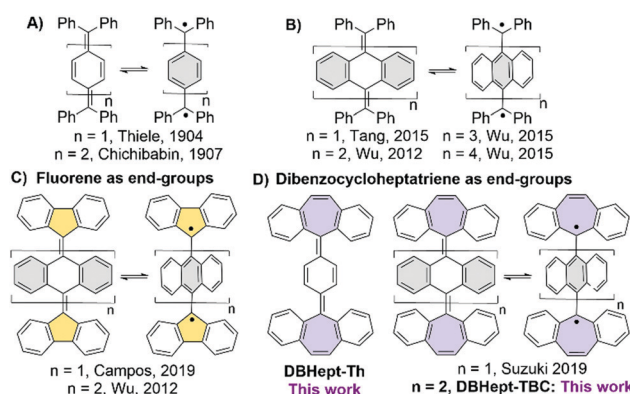 A)
Ph Ph
Ph • Ph
n
n
Ph Ph
Ph • Ph
n = 1, Thiele, 1904
n = 2, Chichibabin, 1907
B)
Ph Ph
Ph • Ph
n
n
Ph Ph
Ph • Ph
n = 1, Tang, 2015
n = 3, Wu, 2015
n = 2, Wu, 2012
n = 4, Wu, 2015
C) Fluorene as end-groups
•
n
n
•
n = 1, Campos, 2019
n = 2, Wu, 2012
D) Dibenzocycloheptatriene as end-groups
•
n
n
•
DBHept-Th
This work
n = 1, Suzuki 2019
n = 2, DBHept-TBC: This work